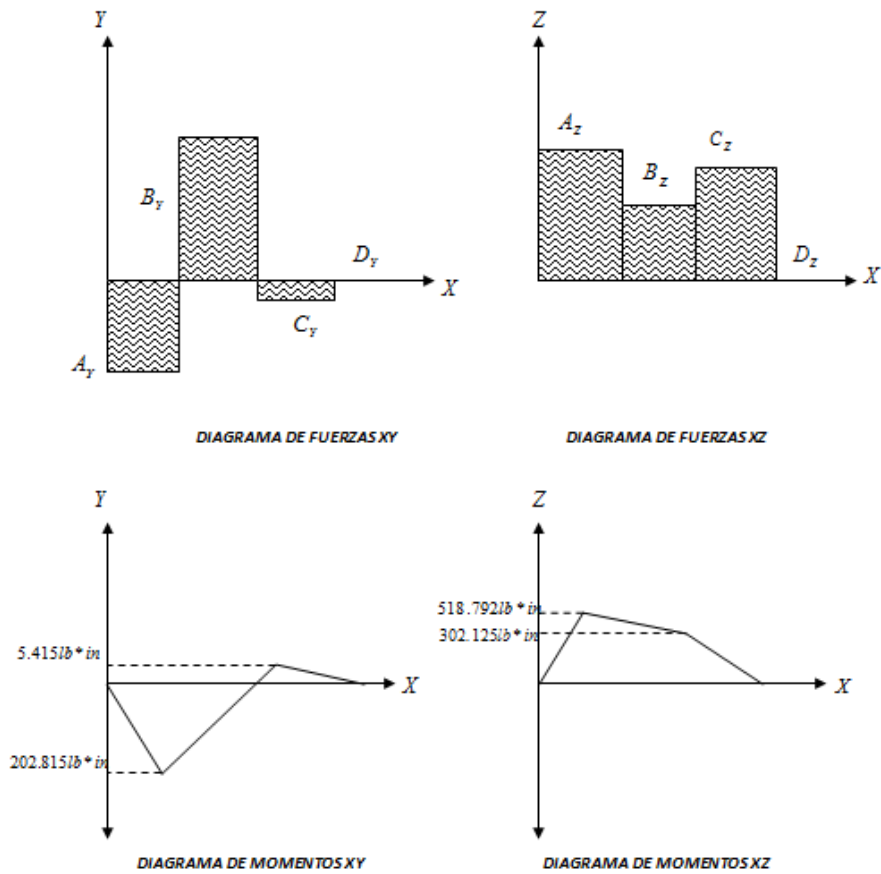 Y
B_Y
D_Y
X
C_Y
A_Y
DIAGRAMA DE FUERZAS XY
Z
A_Z
C_Z
B_Z
D_Z
X
DIAGRAMA DE FUERZAS XZ
Y
5.415lb*in
X
202.815lb*in
DIAGRAMA DE MOMENTOS XY
Z
518.792lb*in
302.125lb*in
X
DIAGRAMA DE MOMENTOS XZ